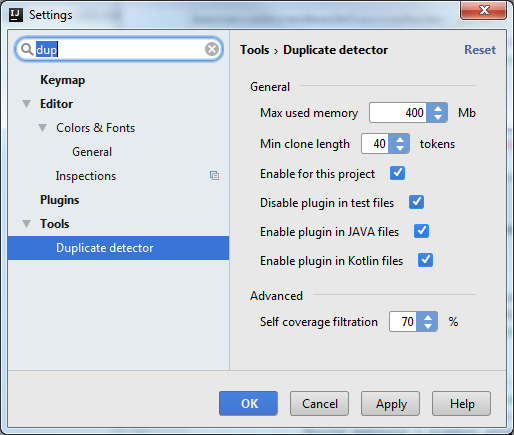 IJ Settings
dup
Keymap
Editor
Colors & Fonts
General
Inspections
Plugins
Tools
Duplicate detector
Tools › Duplicate detector Reset
General
Max used memory 400 Mb
Min clone length 40 tokens
Enable for this project
Disable plugin in test files
Enable plugin in JAVA files
Enable plugin in Kotlin files
Advanced
Self coverage filtration 70 %
OK Cancel Apply Help